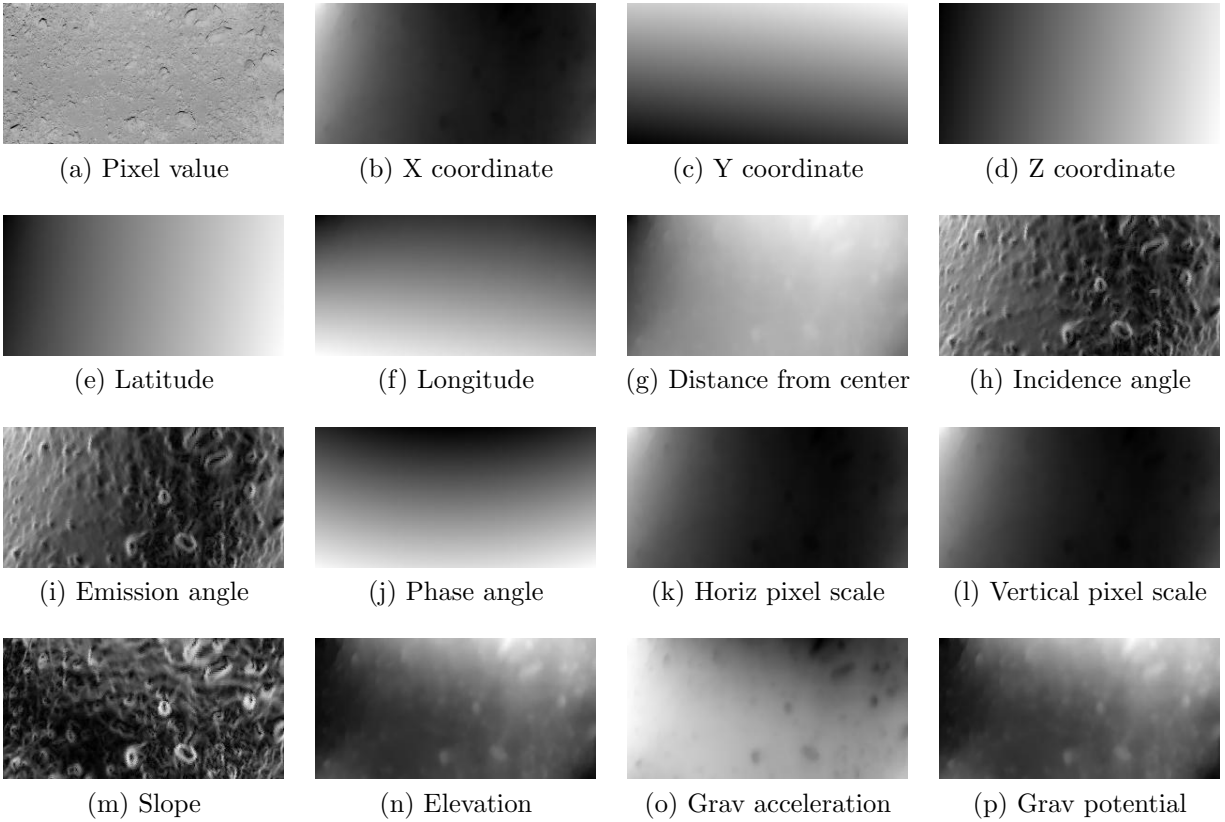 (a) Pixel value
(b) X coordinate
(c) Y coordinate
(d) Z coordinate
(e) Latitude
(f) Longitude
(g) Distance from center
(h) Incidence angle
(i) Emission angle
(j) Phase angle
(k) Horiz pixel scale
(l) Vertical pixel scale
(m) Slope
(n) Elevation
(o) Grav acceleration
(p) Grav potential